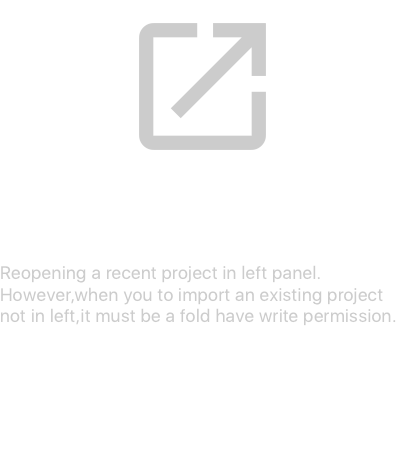 Reopening a recent project in left panel.
However,when you to import an existing project
not in left,it must be a fold have write permission.